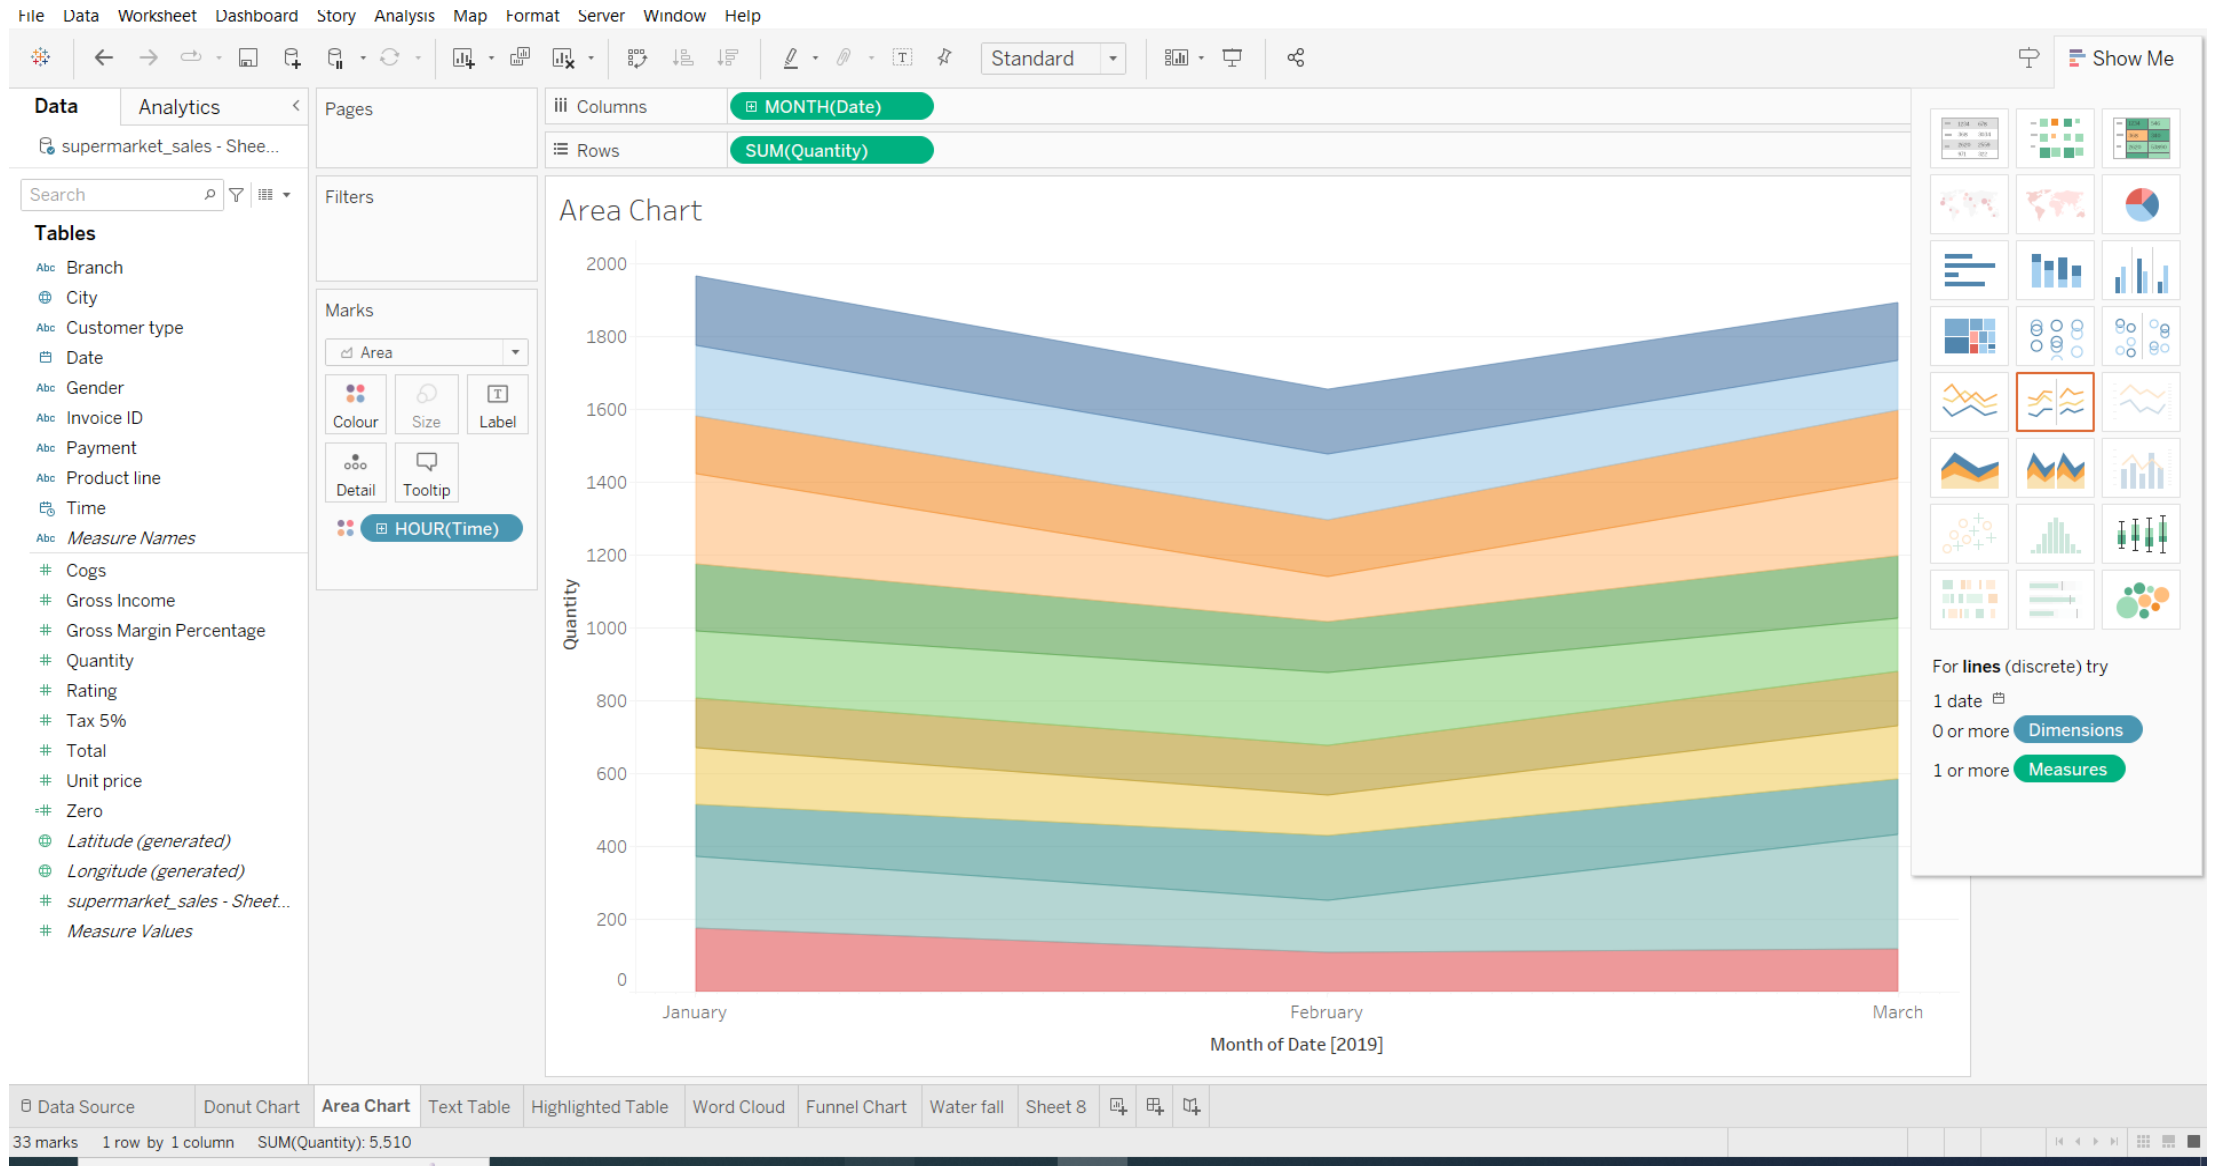 File Data Worksheet Dashboard Story Analysis Map Format Server Window Help
Standard
Show Me
Data Analytics
supermarket_sales - Shee...
Search
Tables
Abc Branch
City
Abc Customer type
Date
Abc Gender
Abc Invoice ID
Abc Payment
Abc Product line
Time
Abc Measure Names
# Cogs
# Gross Income
# Gross Margin Percentage
# Quantity
# Rating
# Tax 5%
# Total
# Unit price
=# Zero
Latitude (generated)
Longitude (generated)
# supermarket_sales - Sheet...
# Measure Values
Pages
Filters
Marks
Area
Colour Size Label
Detail Tooltip
HOUR(Time)
Columns MONTH(Date)
Rows SUM(Quantity)
Area Chart
2000
1800
1600
1400
1200
1000
800
600
400
200
0
Quantity
January February March
Month of Date [2019]
For lines (discrete) try
1 date
0 or more Dimensions
1 or more Measures
Data Source Donut Chart Area Chart Text Table Highlighted Table Word Cloud Funnel Chart Water fall Sheet 8
33 marks 1 row by 1 column SUM(Quantity): 5,510